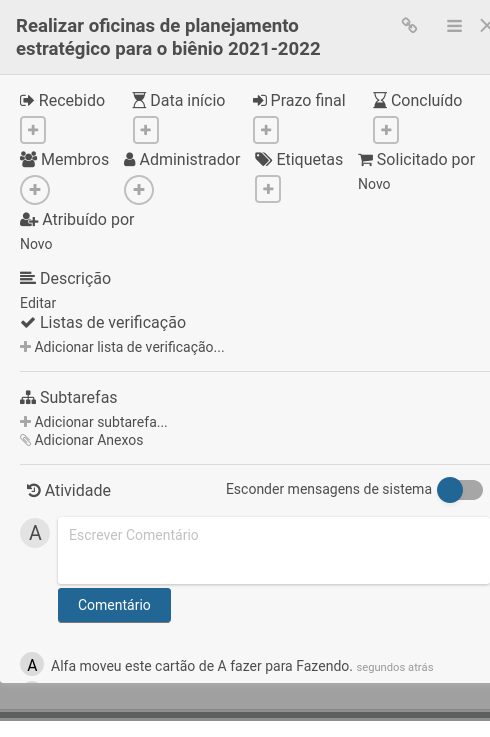 Realizar oficinas de planejamento
estratégico para o biênio 2021-2022
Recebido Data início Prazo final Concluído
Membros Administrador Etiquetas Solicitado por
Novo
Atribuído por
Novo
Descrição
Editar
Listas de verificação
Adicionar lista de verificação...
Subtarefas
Adicionar subtarefa...
Adicionar Anexos
Atividade Esconder mensagens de sistema
A Escrever Comentário
Comentário
A Alfa moveu este cartão de A fazer para Fazendo. segundos atrás